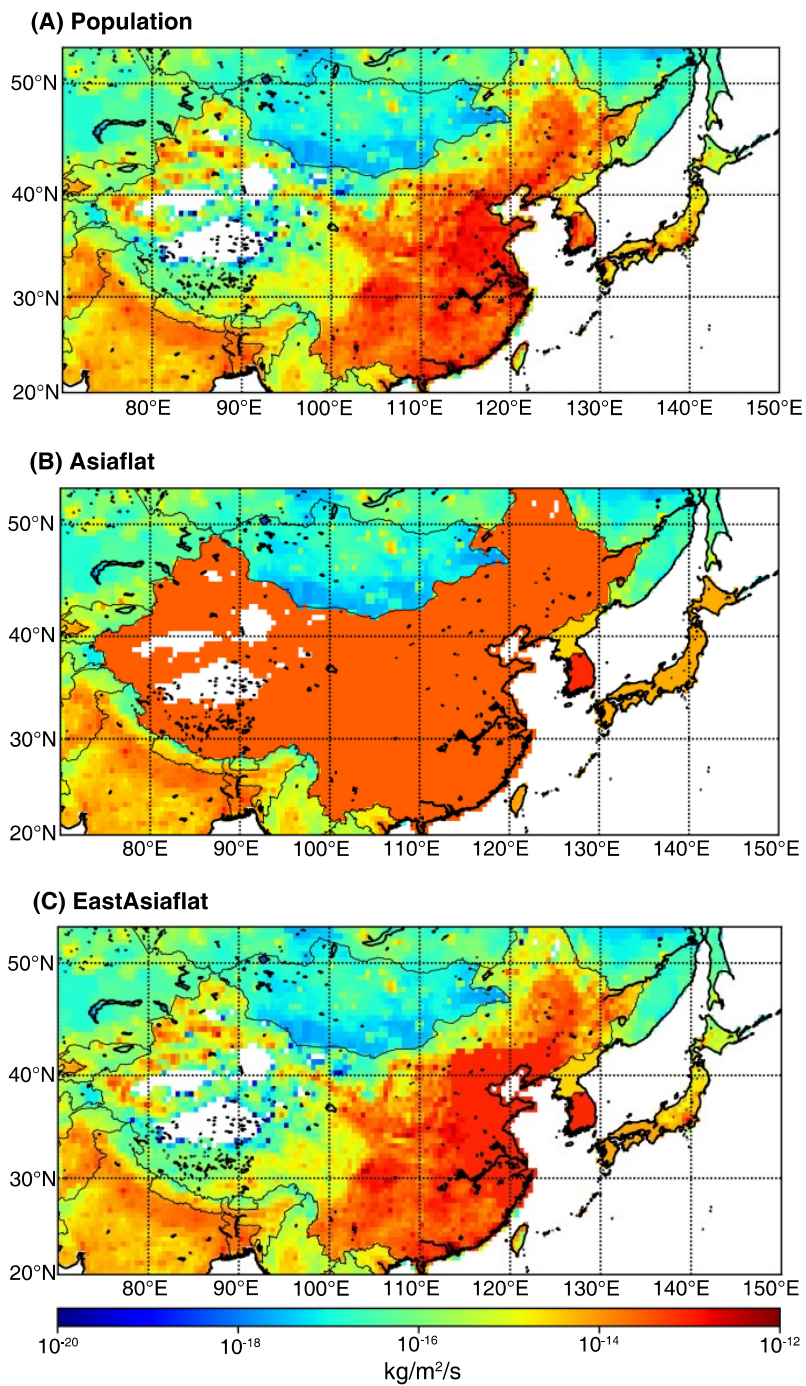 (A) Population
50°N
40°N
30°N
20°N
80°E 90°E 100°E 110°E 120°E 130°E 140°E 150°E
(B) Asiaflat
50°N
40°N
30°N
20°N
80°E 90°E 100°E 110°E 120°E 130°E 140°E 150°E
(C) EastAsiaflat
50°N
40°N
30°N
20°N
80°E 90°E 100°E 110°E 120°E 130°E 140°E 150°E
10⁻²⁰ 10⁻¹⁸ 10⁻¹⁶ 10⁻¹⁴ 10⁻¹²
kg/m²/s